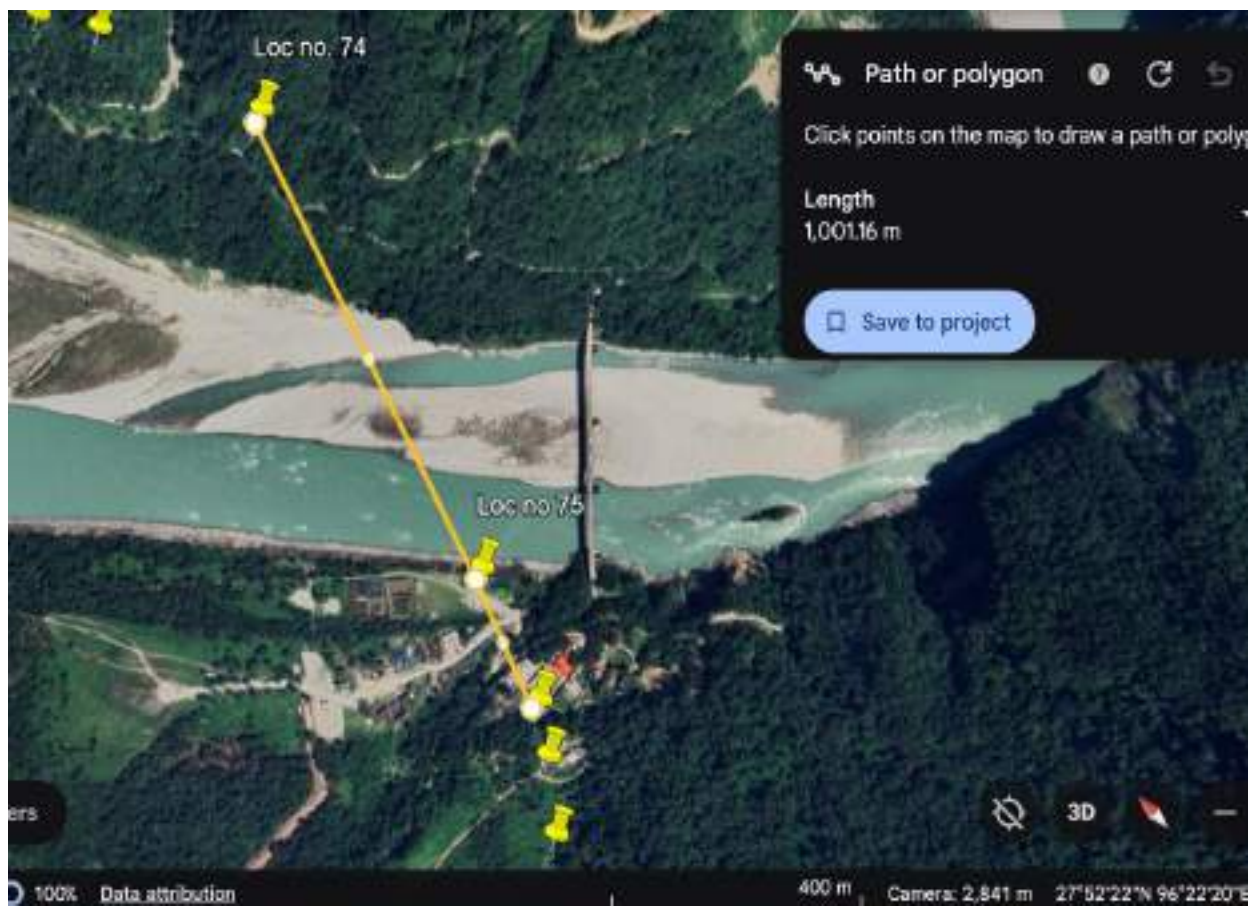 Loc no. 74
Path or polygon
Click points on the map to draw a path or
Length
1,001.16 m
Save to project
Loc no 75
ers
3D
100%
Data attribution
400 m
Camera: 2,841 m
27°52'22"N 96°22'20"E